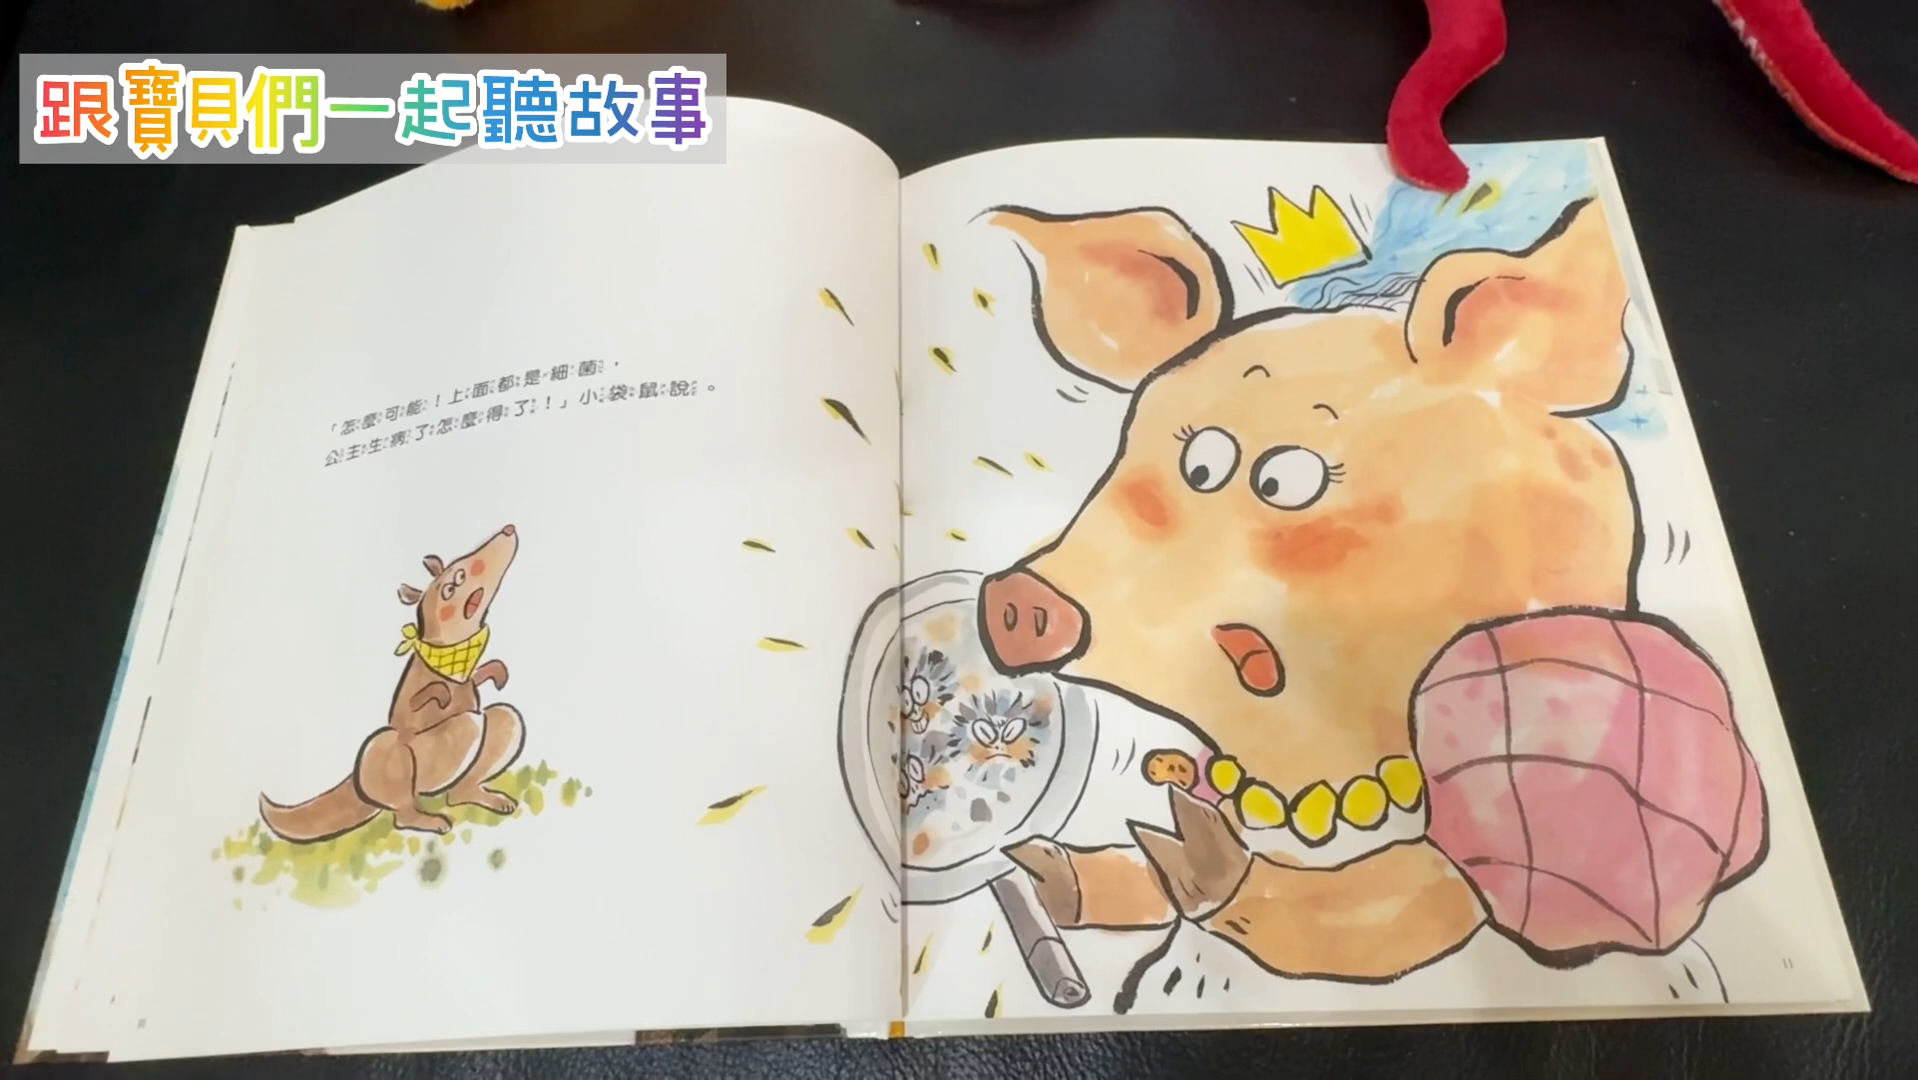 跟寶貝們一起聽故事
「怎麼可能！上面都是細菌，
公主生病了怎麼得了！」小袋鼠說。
11